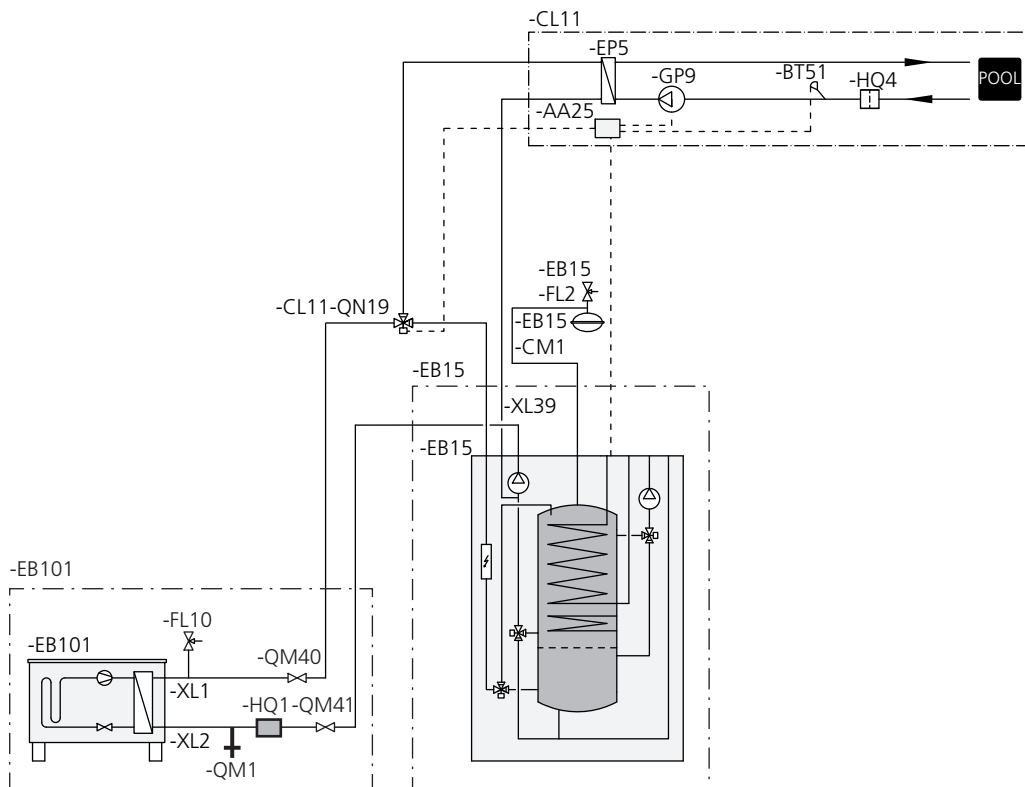 -CL11
-EP5
-GP9
-BT51
-HQ4
POOL
-AA25
-EB15
-FL2
-CL11-QN19
-EB15
-CM1
-EB15
-XL39
-EB15
-EB101
-FL10
-EB101
-QM40
-XL1
-HQ1-QM41
-XL2
-QM1